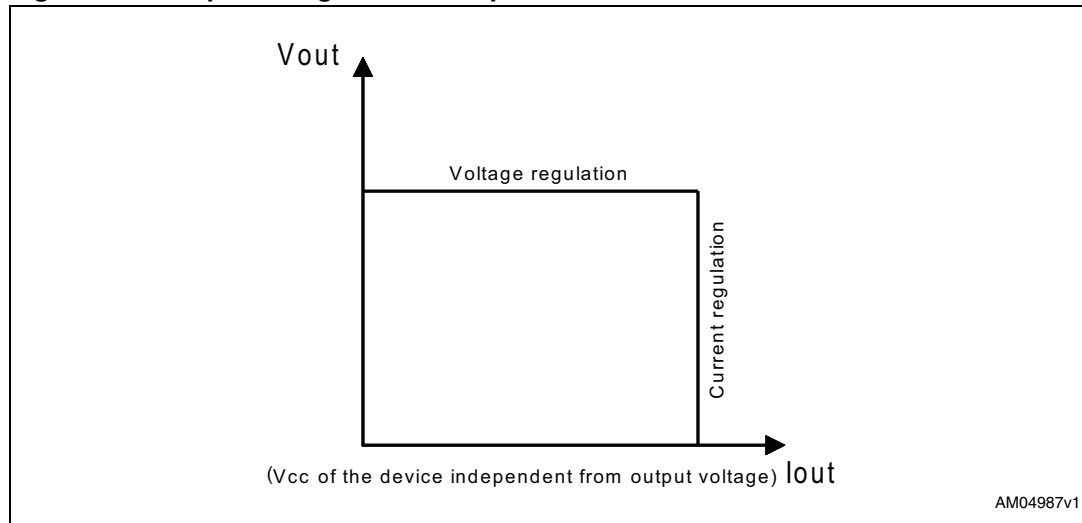 Vout
Voltage regulation
Current regulation
(Vcc of the device independent from output voltage) Iout
AM04987v1